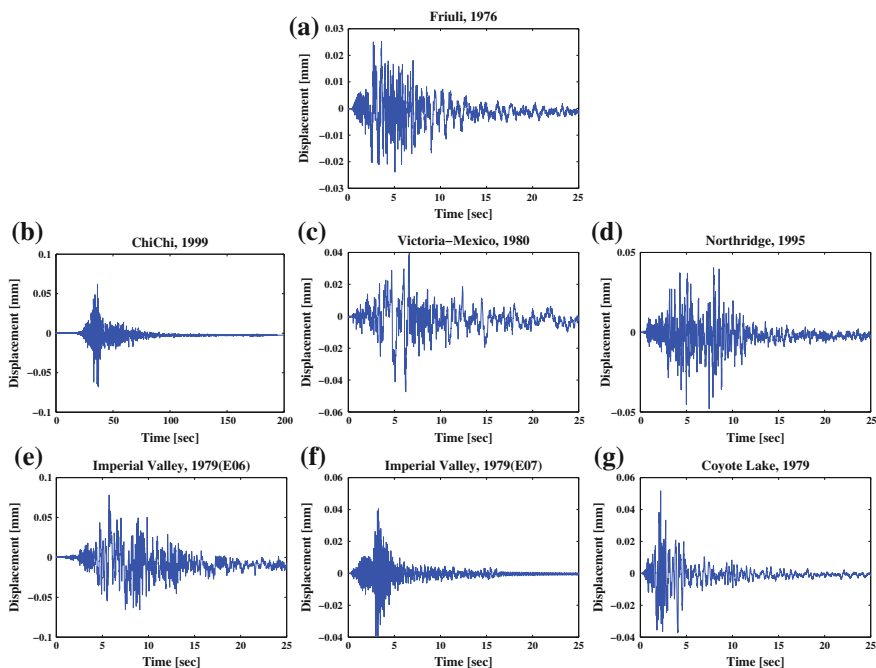 (a)
Friuli, 1976
0.03
0.02
0.01
0
−0.01
−0.02
−0.03
Displacement [mm]
0 5 10 15 20 25
Time [sec]
(b)
ChiChi, 1999
0.1
0.05
0
−0.05
−0.1
Displacement [mm]
0 50 100 150 200
Time [sec]
(c)
Victoria−Mexico, 1980
0.04
0.02
0
−0.02
−0.04
−0.06
Displacement [mm]
0 5 10 15 20 25
Time [sec]
(d)
Northridge, 1995
0.05
0
−0.05
Displacement [mm]
0 5 10 15 20 25
Time [sec]
(e)
Imperial Valley, 1979(E06)
0.1
0.05
0
−0.05
−0.1
Displacement [mm]
0 5 10 15 20 25
Time [sec]
(f)
Imperial Valley, 1979(E07)
0.06
0.04
0.02
0
−0.02
0.04
Displacement [mm]
0 5 10 15 20 25
Time [sec]
(g)
Coyote Lake, 1979
0.06
0.04
0.02
0
−0.02
0.04
Displacement [mm]
0 5 10 15 20 25
Time [sec]